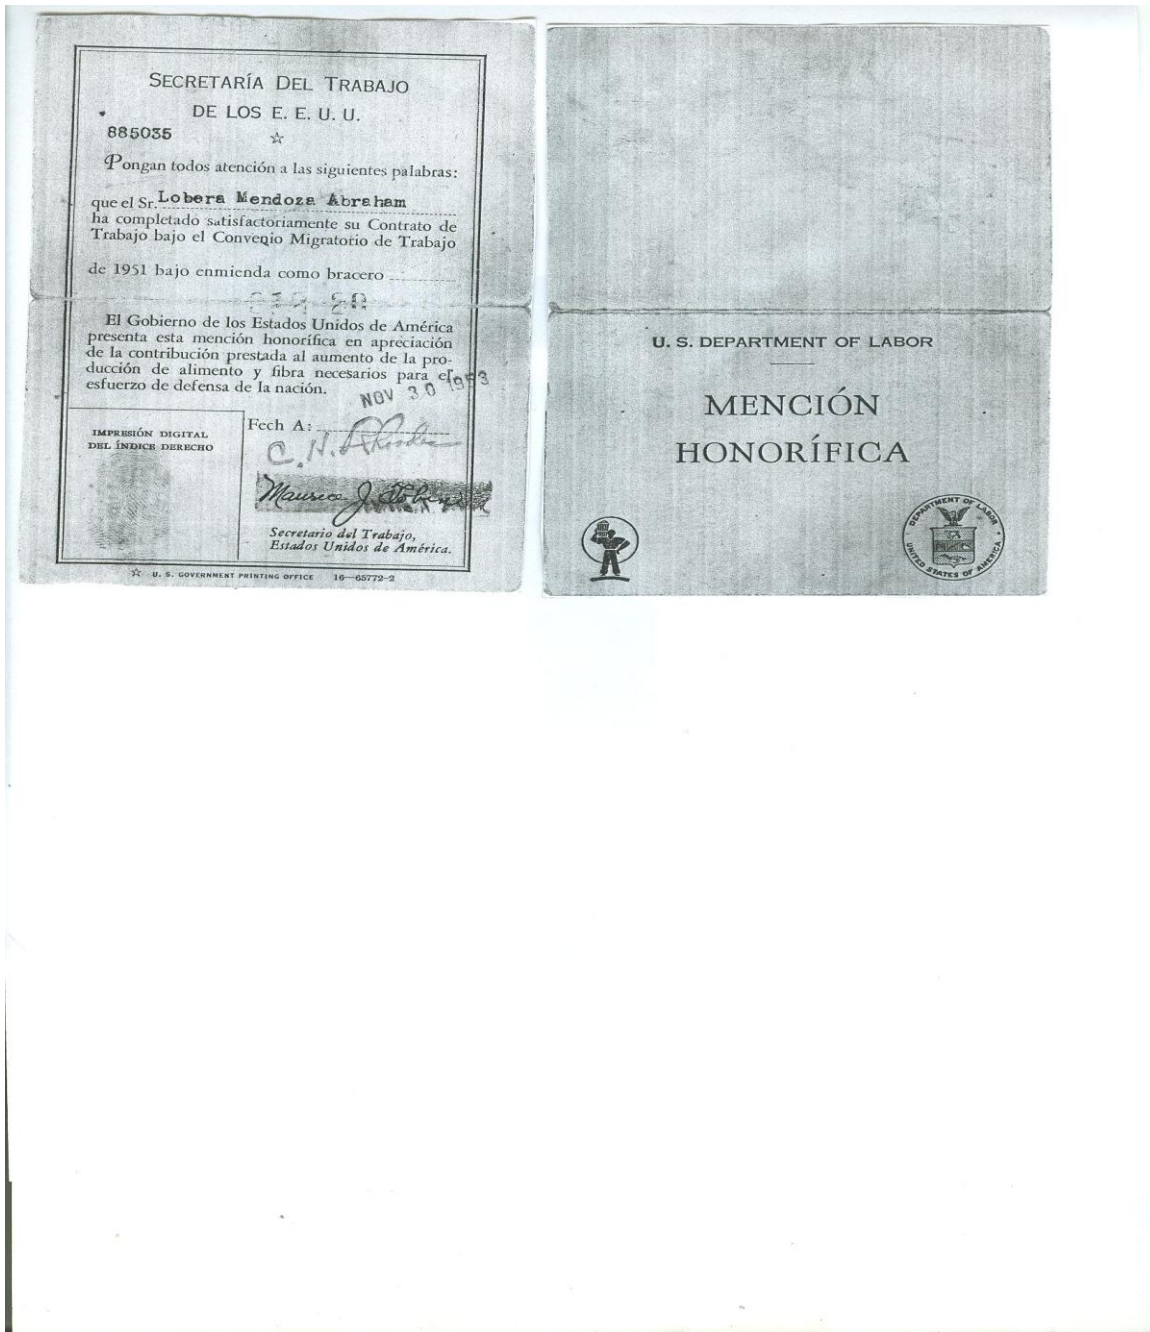 SECRETARÍA DEL TRABAJO
DE LOS E. E. U. U.
885035
Pongan todos atención a las siguientes palabras:
que el Sr. Lobera Mendoza Abraham
ha completado satisfactoriamente su Contrato de
Trabajo bajo el Convenio Migratorio de Trabajo
de 1951 bajo enmienda como bracero
El Gobierno de los Estados Unidos de América
presenta esta mención honorífica en apreciación
de la contribución prestada al aumento de la pro-
ducción de alimento y fibra necesarios para el
esfuerzo de defensa de la nación.
NOV 30 1953
Fech A:
C. H. Rhodes
Maurice J. Tobin
IMPRESIÓN DIGITAL
DEL ÍNDICE DERECHO
Secretario del Trabajo,
Estados Unidos de América.
☆ U. S. GOVERNMENT PRINTING OFFICE 16—65772-2
U. S. DEPARTMENT OF LABOR
MENCIÓN
HONORÍFICA
DEPARTMENT OF LABOR
UNITED STATES OF AMERICA